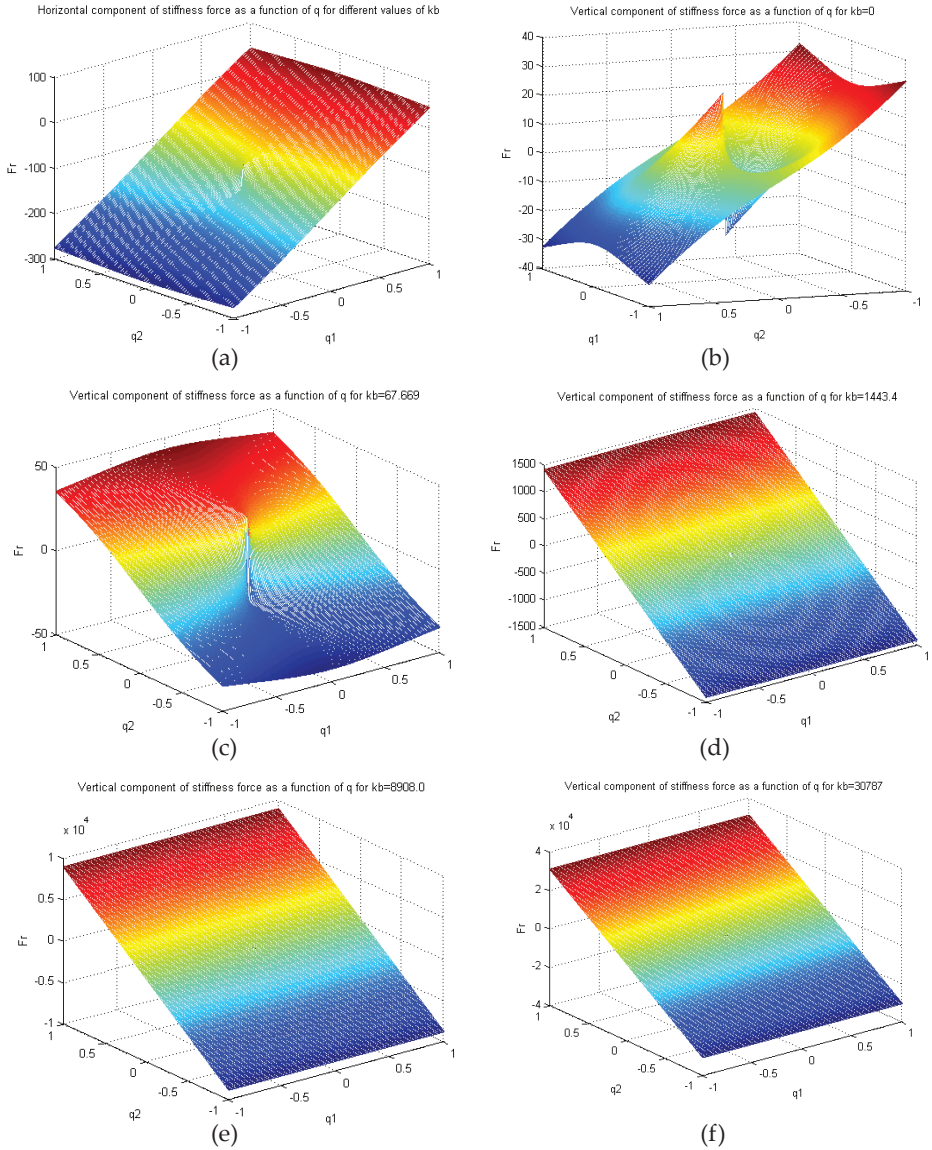 Horizontal component of stiffness force as a function of q for different values of kb
100
0
-100
-200
-300
Fr
1
0.5
0
-0.5
-1
q2
-1
-0.5
0
0.5
1
q1
(a)
Vertical component of stiffness force as a function of q for kb=0
40
30
20
10
0
-10
-20
-30
-40
Fr
1
0
-1
q1
1
0.5
0
-0.5
-1
q2
(b)
Vertical component of stiffness force as a function of q for kb=67.669
50
0
-50
Fr
1
0.5
0
-0.5
-1
q2
-1
-0.5
0
0.5
1
q1
(c)
Vertical component of stiffness force as a function of q for kb=1443.4
1500
1000
500
0
-500
-1000
-1500
Fr
1
0.5
0
-0.5
-1
q2
-1
-0.5
0
0.5
1
q1
(d)
Vertical component of stiffness force as a function of q for kb=8908.0
x 10^4
1
0.5
0
-0.5
-1
Fr
1
0.5
0
-0.5
-1
q2
-1
-0.5
0
0.5
1
q1
(e)
Vertical component of stiffness force as a function of q for kb=30787
x 10^4
4
2
0
-2
-4
Fr
1
0.5
0
-0.5
-1
q2
-1
-0.5
0
0.5
1
q1
(f)